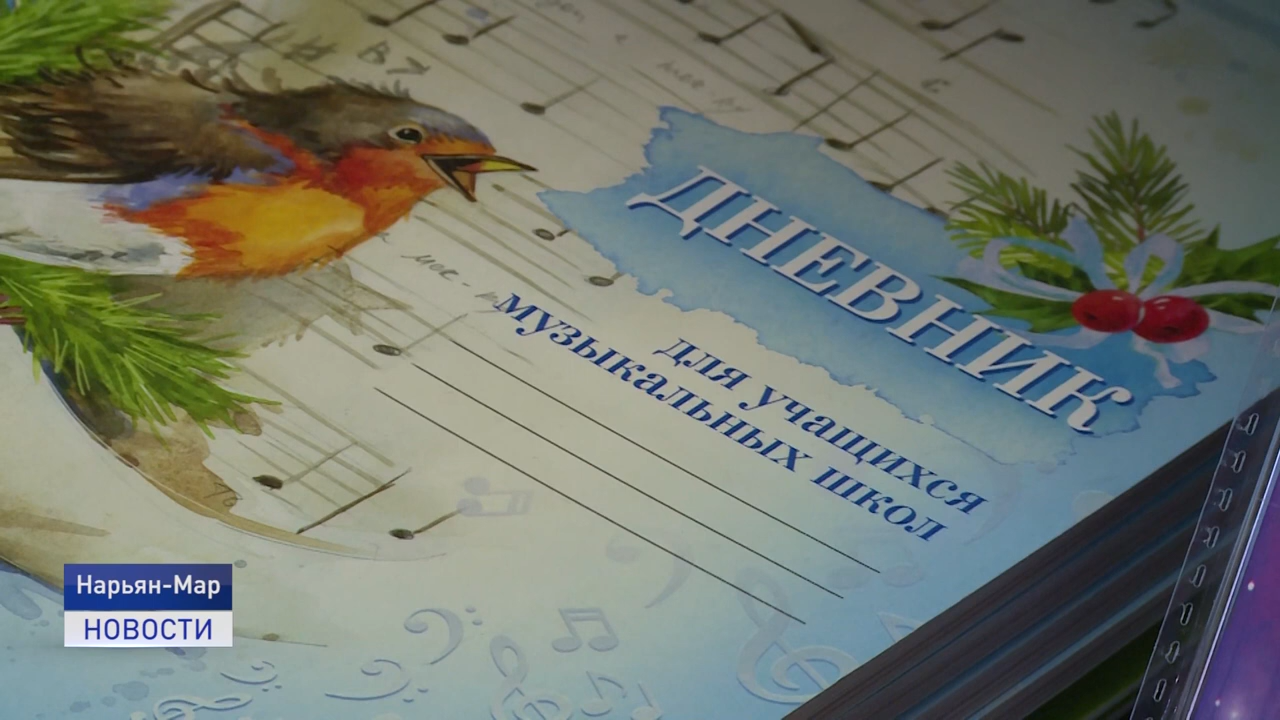 ДНЕВНИК
для учащихся
музыкальных школ
Нарьян-Мар
НОВОСТИ